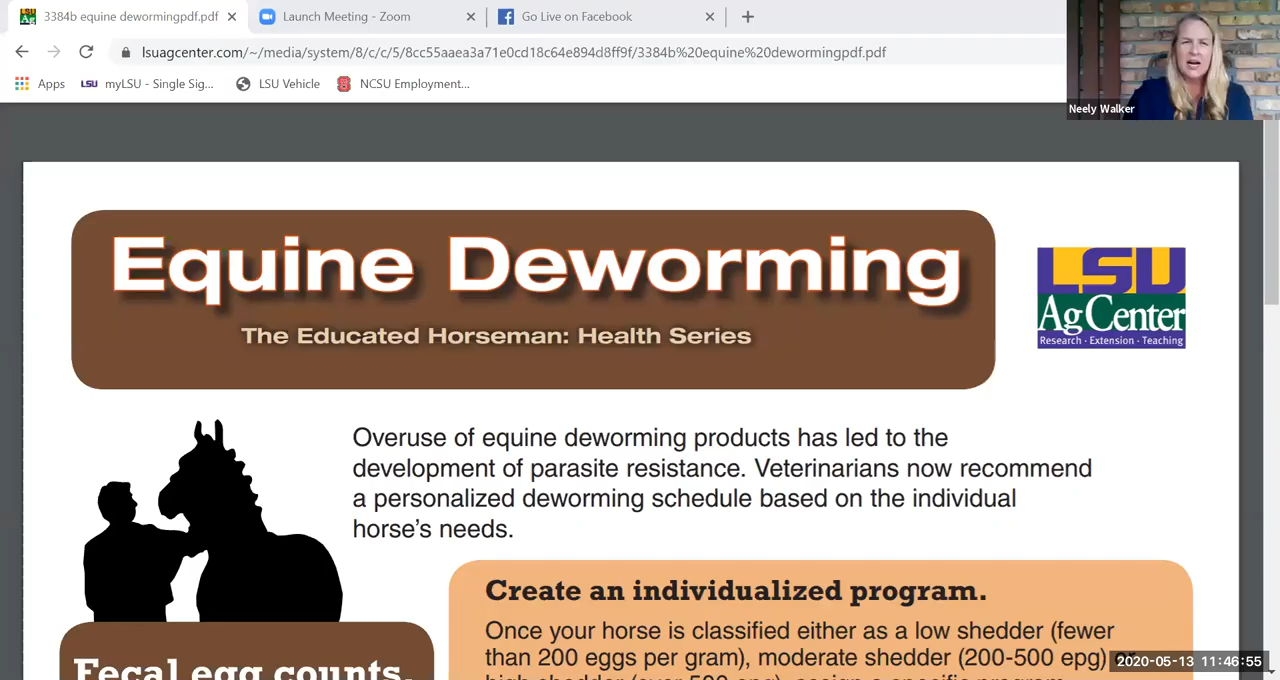 3384b equine dewormingpdf.pdf
Launch Meeting - Zoom
Go Live on Facebook
lsuagcenter.com/~/media/system/8/c/c/5/8cc55aaea3a71e0cd18c64e894d8ff9f/3384b%20equine%20dewormingpdf.pdf
Apps
LSU myLSU - Single Sig...
LSU Vehicle
NCSU Employment...
Neely Walker
Equine Deworming
The Educated Horseman: Health Series
LSU
AgCenter
Research · Extension · Teaching
Overuse of equine deworming products has led to the
development of parasite resistance. Veterinarians now recommend
a personalized deworming schedule based on the individual
horse's needs.
Fecal egg counts.
Create an individualized program.
Once your horse is classified either as a low shedder (fewer
than 200 eggs per gram), moderate shedder (200-500 epg) or
2020-05-13 11:46:55